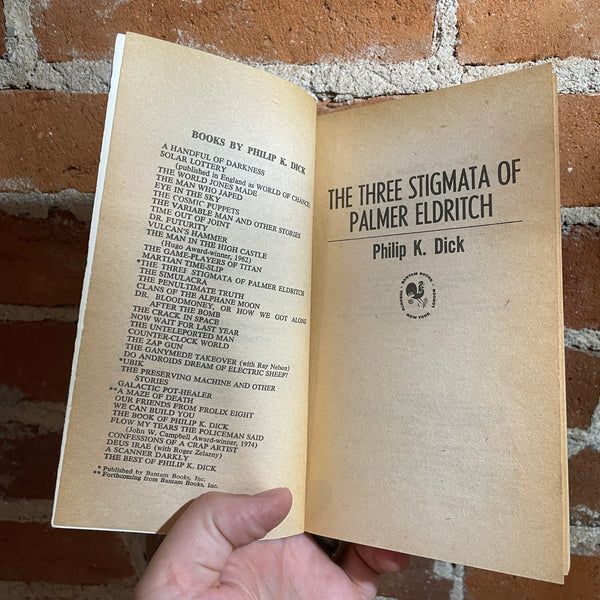 BOOKS BY PHILIP K. DICK
A HANDFUL OF DARKNESS
SOLAR LOTTERY
(published in England as WORLD OF CHANCE)
THE WORLD JONES MADE
THE MAN WHO JAPED
EYE IN THE SKY
THE COSMIC PUPPETS
THE VARIABLE MAN AND OTHER STORIES
TIME OUT OF JOINT
DR. FUTURITY
VULCAN'S HAMMER
THE MAN IN THE HIGH CASTLE
(Hugo Award-winner, 1962)
THE GAME-PLAYERS OF TITAN
MARTIAN TIME-SLIP
*THE THREE STIGMATA OF PALMER ELDRITCH
THE SIMULACRA
THE PENULTIMATE TRUTH
CLANS OF THE ALPHANE MOON
DR. BLOODMONEY, OR HOW WE GOT ALONG
AFTER THE BOMB
THE CRACK IN SPACE
NOW WAIT FOR LAST YEAR
THE UNTELEPORTED MAN
COUNTER-CLOCK WORLD
THE ZAP GUN
THE GANYMEDE TAKEOVER (with Ray Nelson)
DO ANDROIDS DREAM OF ELECTRIC SHEEP?
*UBIK
THE PRESERVING MACHINE AND OTHER
STORIES
GALACTIC POT-HEALER
**A MAZE OF DEATH
OUR FRIENDS FROM FROLIX EIGHT
WE CAN BUILD YOU
THE BOOK OF PHILIP K. DICK
FLOW MY TEARS THE POLICEMAN SAID
(John W. Campbell Award-winner, 1974)
CONFESSIONS OF A CRAP ARTIST
DEUS IRAE (with Roger Zelazny)
A SCANNER DARKLY
THE BEST OF PHILIP K. DICK
*Published by Bantam Books, Inc.
**Forthcoming from Bantam Books, Inc.
THE THREE STIGMATA OF
PALMER ELDRITCH
Philip K. Dick
BANTAM BOOKS
TORONTO
NEW YORK
LONDON